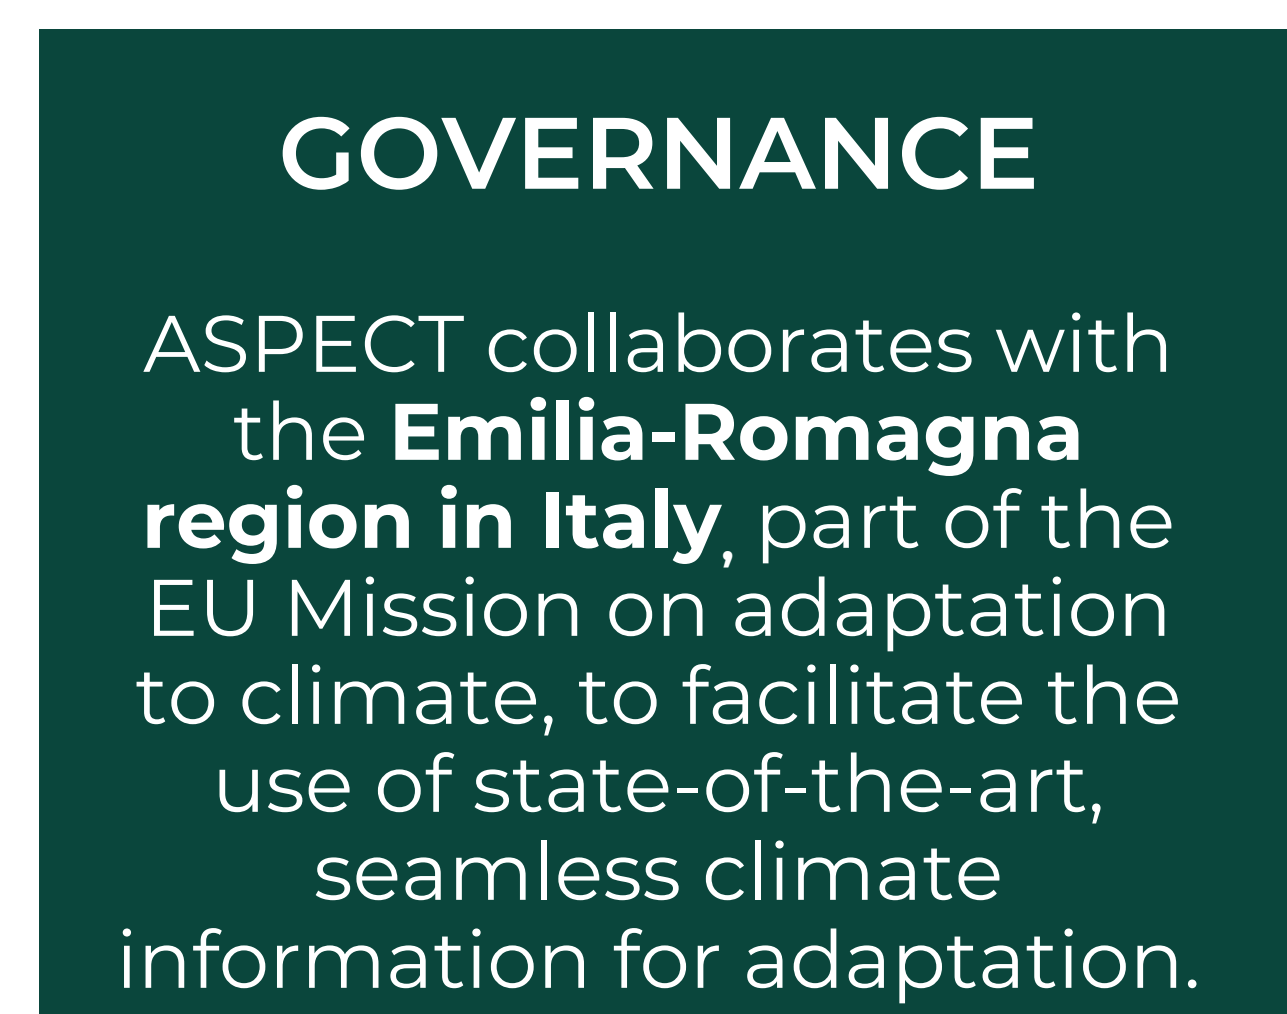 GOVERNANCE
ASPECT collaborates with
the Emilia-Romagna
region in Italy, part of the
EU Mission on adaptation
to climate, to facilitate the
use of state-of-the-art,
seamless climate
information for adaptation.